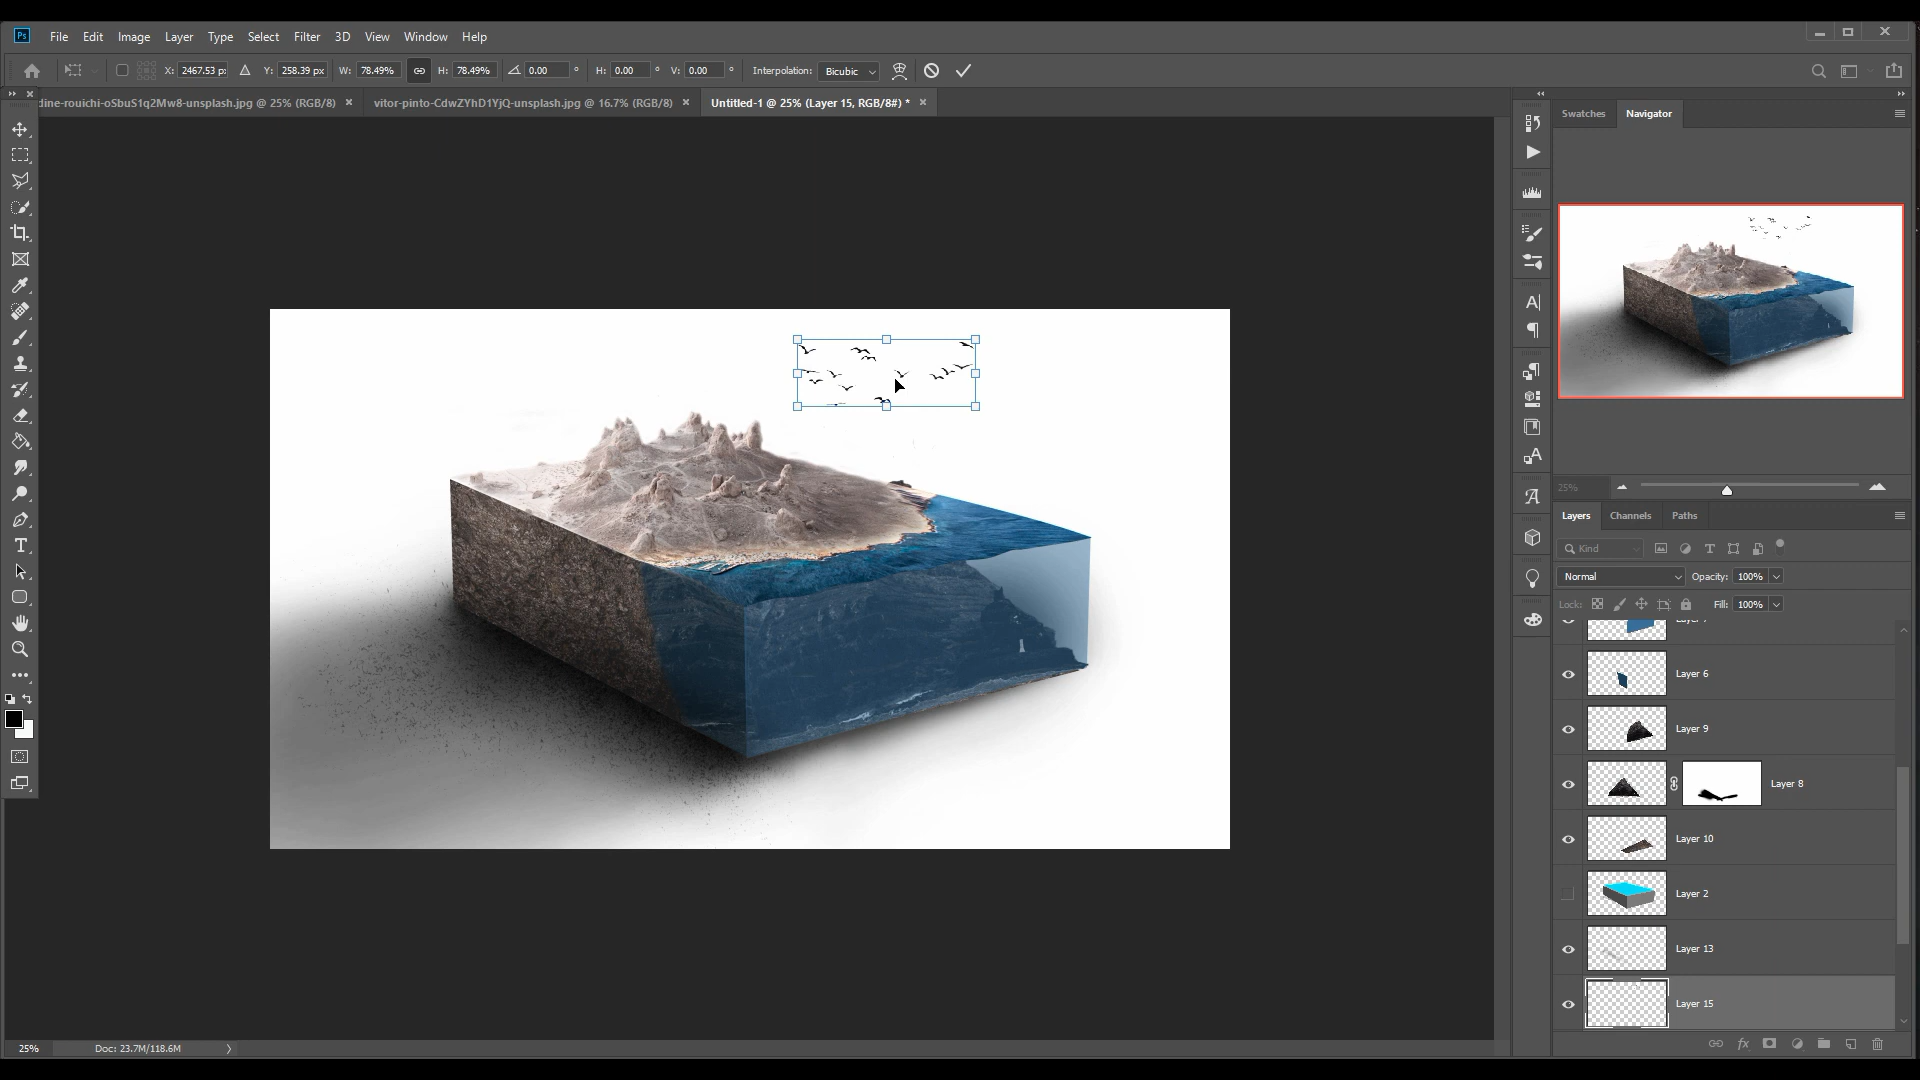 Ps File Edit Image Layer Type Select Filter 3D View Window Help
X: 2467.53 p: Y: 258.39 px W: 78.49% H: 78.49% 0.00 ° H: 0.00 ° V: 0.00 ° Interpolation: Bicubic
dine-rouichi-oSbuS1q2Mw8-unsplash.jpg @ 25% (RGB/8) × vitor-pinto-CdwZYhD1YjQ-unsplash.jpg @ 16.7% (RGB/8) × Untitled-1 @ 25% (Layer 15, RGB/8#) * ×
Swatches Navigator
25%
Layers Channels Paths
Kind
Normal Opacity: 100%
Lock: Fill: 100%
Layer 6
Layer 9
Layer 8
Layer 10
Layer 2
Layer 13
Layer 15
fx
25% Doc: 23.7M/118.6M